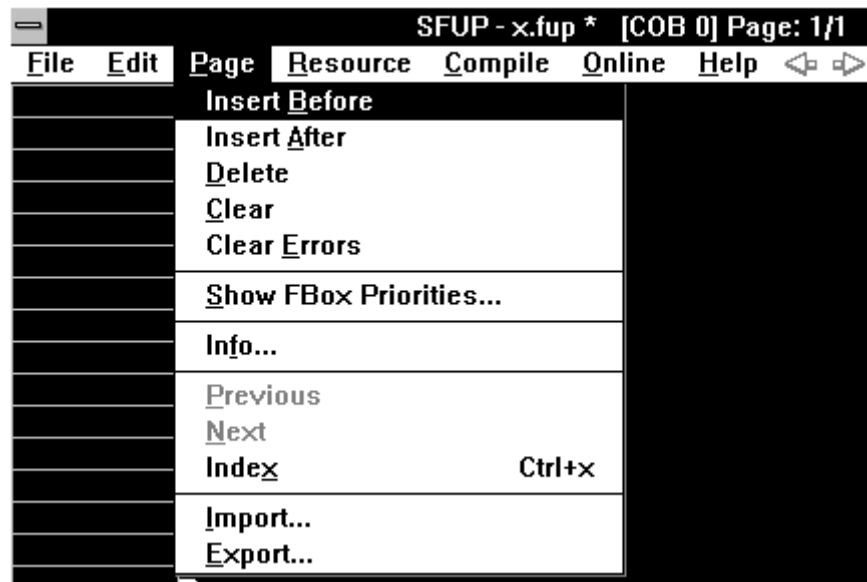 SFUP - x.fup * [COB 0] Page: 1/1
File Edit Page Resource Compile Online Help
Insert Before
Insert After
Delete
Clear
Clear Errors
Show FBox Priorities...
Info...
Previous
Next
Index Ctrl+x
Import...
Export...